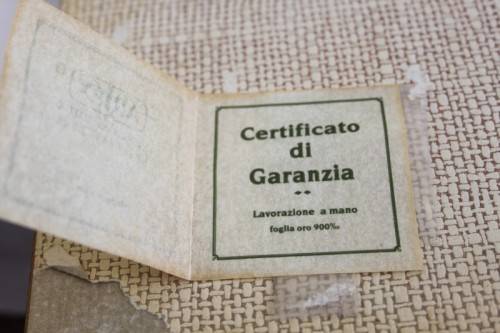 Certificato
di
Garanzia
Lavorazione a mano
foglia oro 900‰